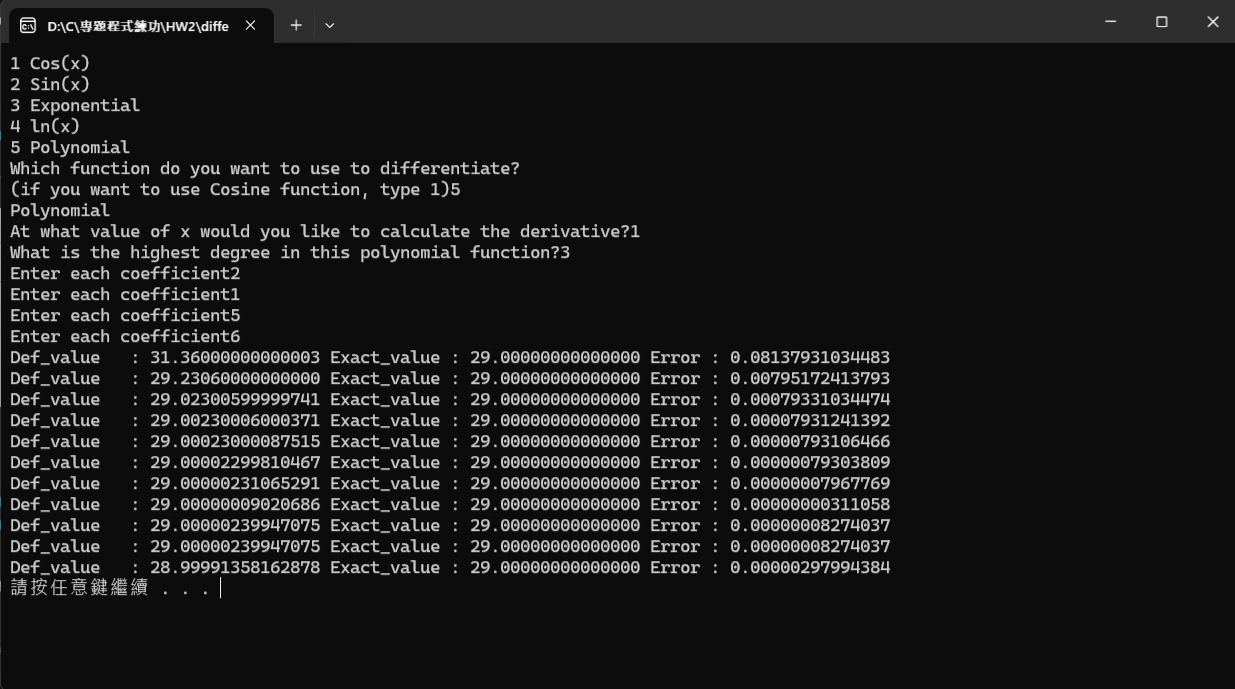 D:\C\專題程式練功\HW2\diffe
1 Cos(x)
2 Sin(x)
3 Exponential
4 ln(x)
5 Polynomial
Which function do you want to use to differentiate?
(if you want to use Cosine function, type 1)5
Polynomial
At what value of x would you like to calculate the derivative?1
What is the highest degree in this polynomial function?3
Enter each coefficient2
Enter each coefficient1
Enter each coefficient5
Enter each coefficient6
Def_value   : 31.36000000000003 Exact_value : 29.00000000000000 Error : 0.08137931034483
Def_value   : 29.23060000000000 Exact_value : 29.00000000000000 Error : 0.00795172413793
Def_value   : 29.02300599999741 Exact_value : 29.00000000000000 Error : 0.00079331034474
Def_value   : 29.00230006000371 Exact_value : 29.00000000000000 Error : 0.00007931241392
Def_value   : 29.00023000087515 Exact_value : 29.00000000000000 Error : 0.00000793106466
Def_value   : 29.00002299810467 Exact_value : 29.00000000000000 Error : 0.00000079303809
Def_value   : 29.00000231065291 Exact_value : 29.00000000000000 Error : 0.00000007967769
Def_value   : 29.00000009020686 Exact_value : 29.00000000000000 Error : 0.00000000311058
Def_value   : 29.00000239947075 Exact_value : 29.00000000000000 Error : 0.00000008274037
Def_value   : 29.00000239947075 Exact_value : 29.00000000000000 Error : 0.00000008274037
Def_value   : 28.99991358162878 Exact_value : 29.00000000000000 Error : 0.00000297994384
請按任意鍵繼續 . . .